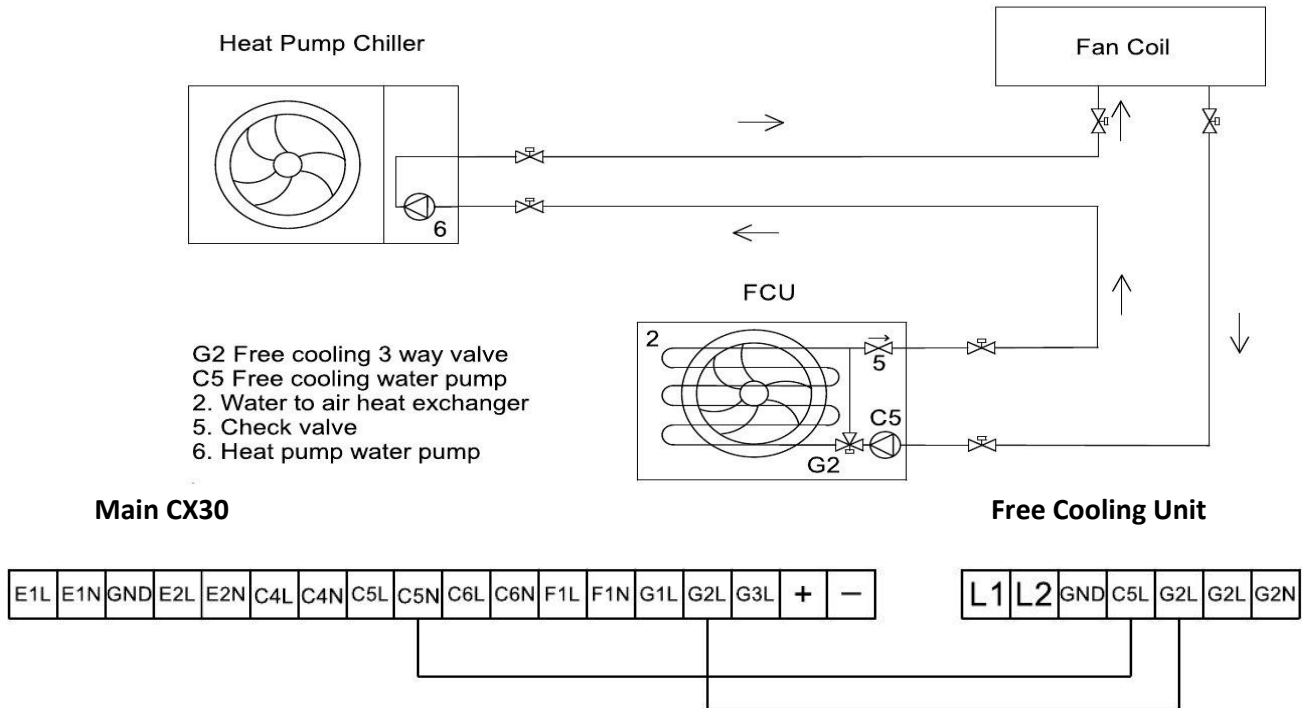 Heat Pump Chiller
Fan Coil
6
FCU
2
5
C5
G2
G2 Free cooling 3 way valve
C5 Free cooling water pump
2. Water to air heat exchanger
5. Check valve
6. Heat pump water pump
Main CX30
Free Cooling Unit
E1L E1N GND E2L E2N C4L C4N C5L C5N C6L C6N F1L F1N G1L G2L G3L + −
L1 L2 GND C5L G2L G2L G2N